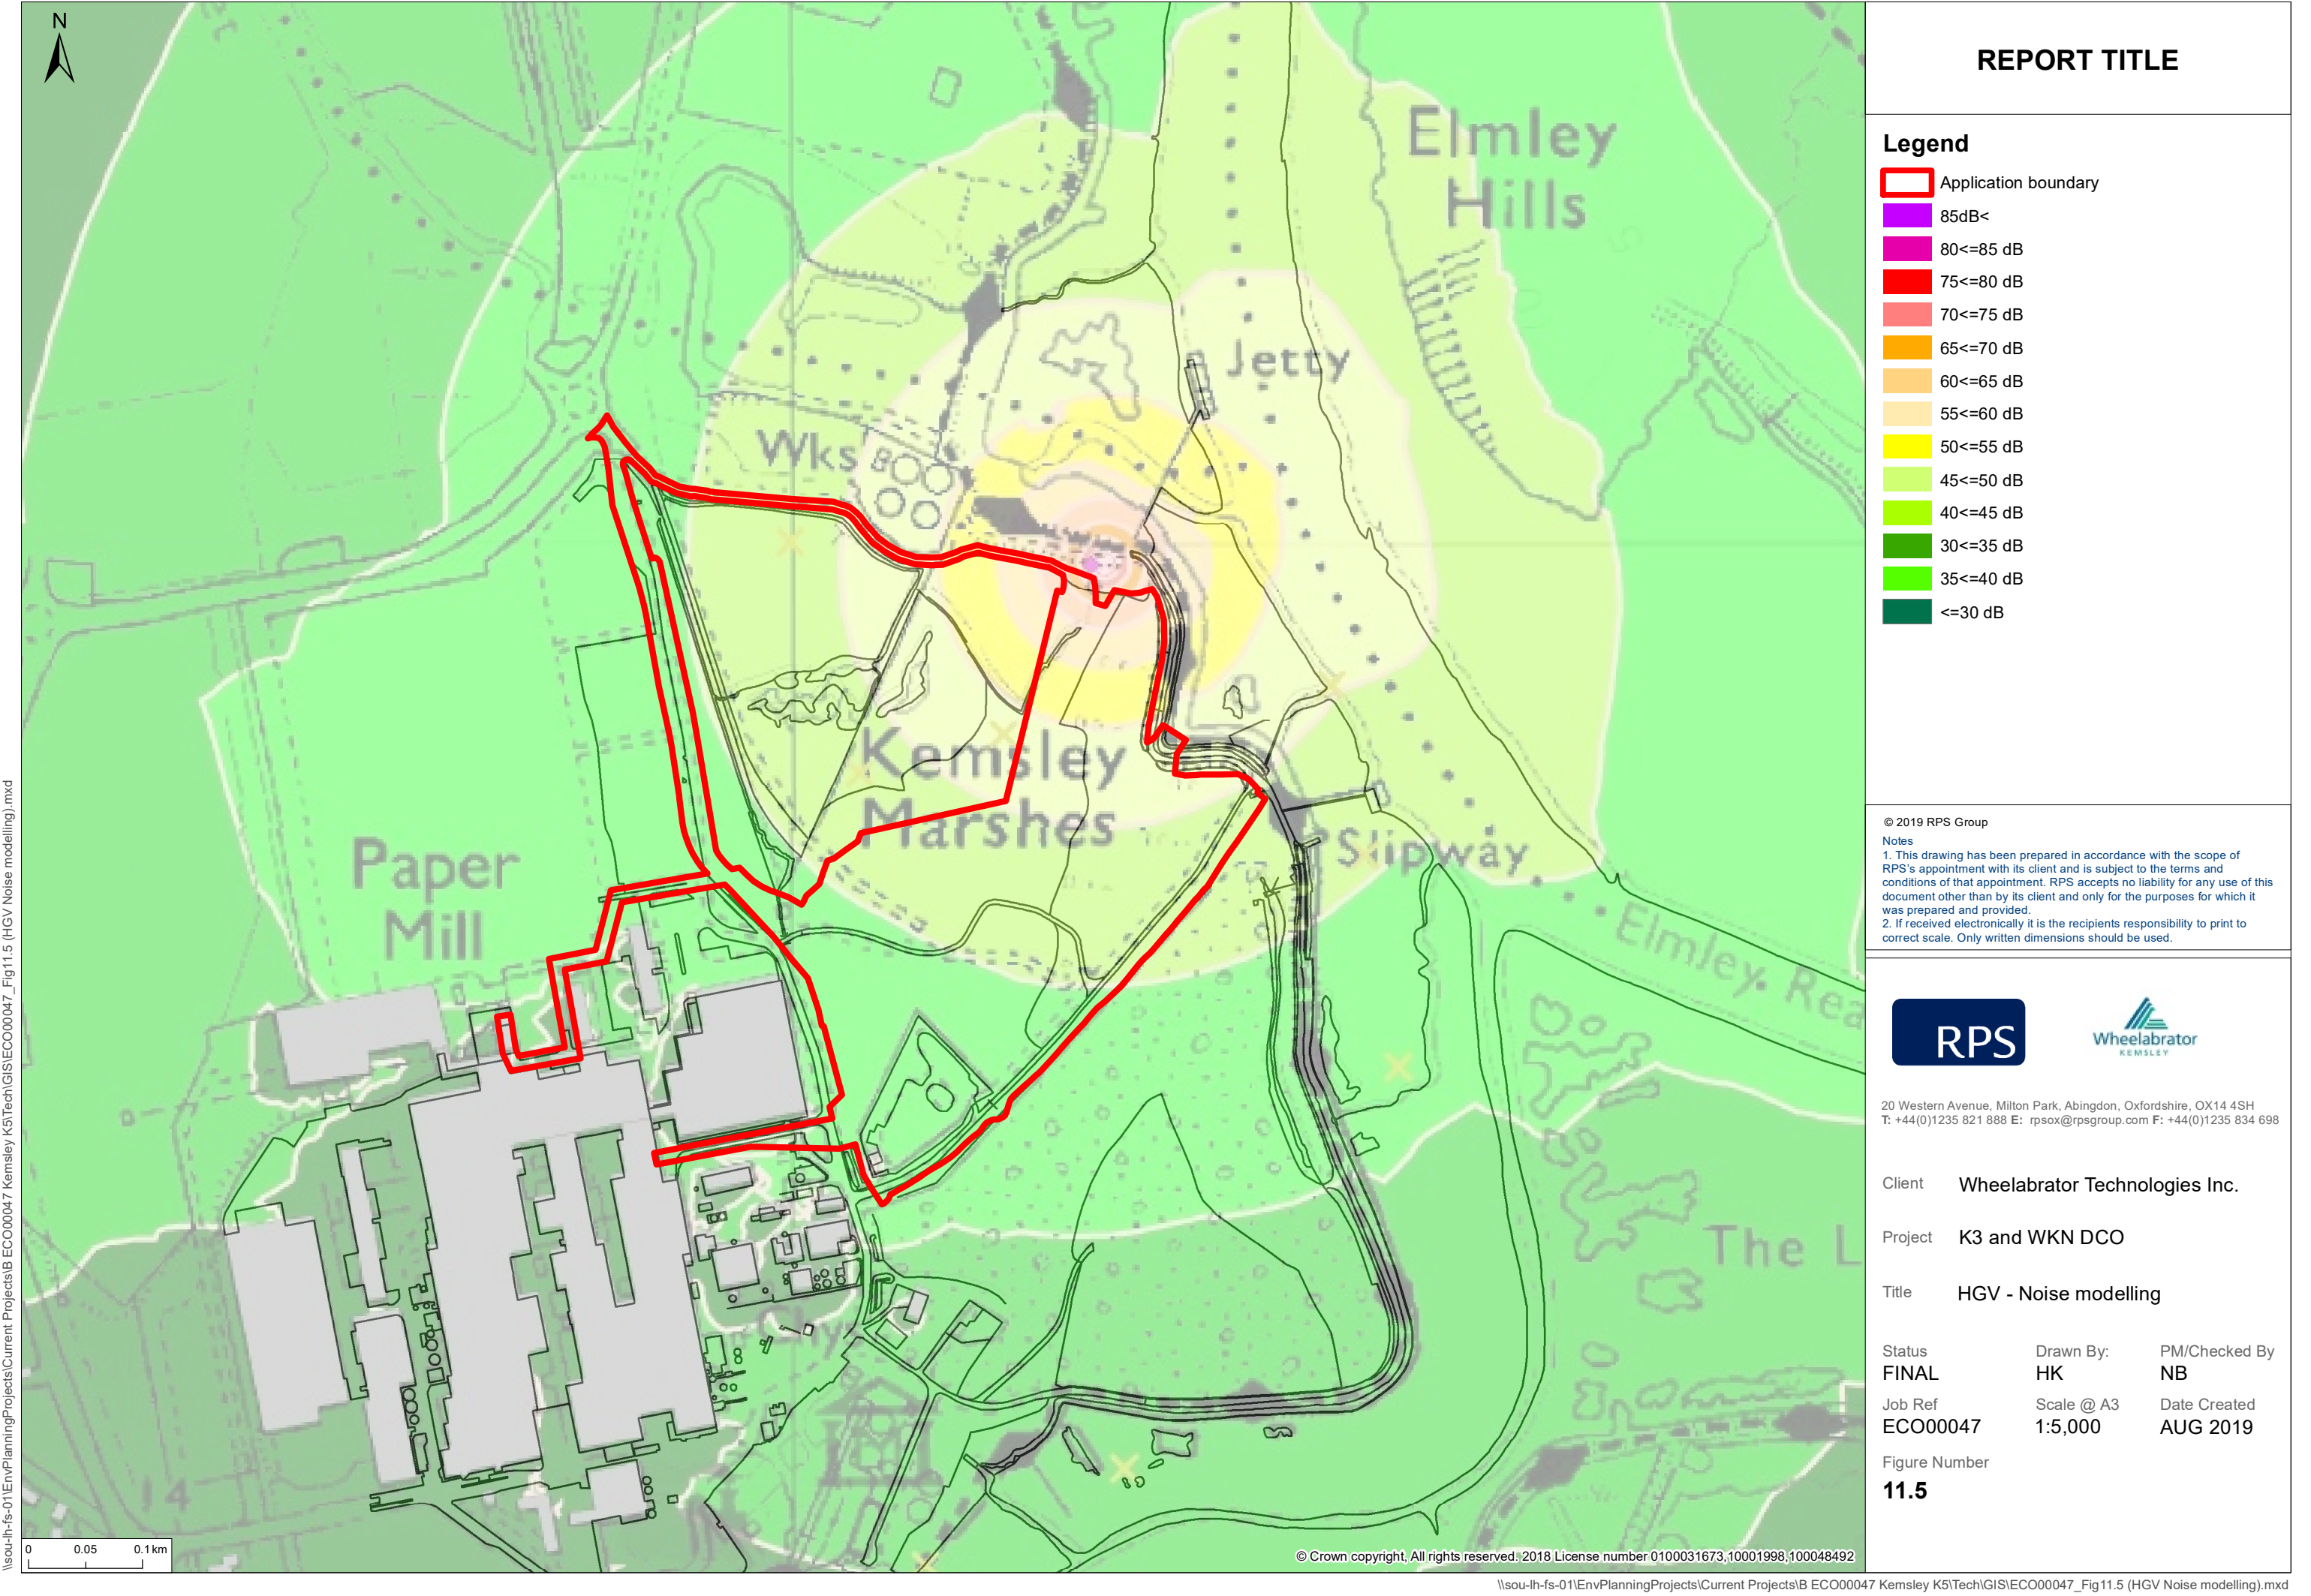 N
Elmley
Hills
Jetty
Wks
Kemsley
Marshes
Paper
Mill
Slipway
Elmley Rea
The L
14
0 0.05 0.1 km
© Crown copyright, All rights reserved. 2018 License number 0100031673,10001998,100048492
REPORT TITLE
Legend
Application boundary
85dB<
80<=85 dB
75<=80 dB
70<=75 dB
65<=70 dB
60<=65 dB
55<=60 dB
50<=55 dB
45<=50 dB
40<=45 dB
30<=35 dB
35<=40 dB
<=30 dB
© 2019 RPS Group
Notes
1. This drawing has been prepared in accordance with the scope of
RPS's appointment with its client and is subject to the terms and
conditions of that appointment. RPS accepts no liability for any use of this
document other than by its client and only for the purposes for which it
was prepared and provided.
2. If received electronically it is the recipients responsibility to print to
correct scale. Only written dimensions should be used.
RPS
Wheelabrator
KEMSLEY
20 Western Avenue, Milton Park, Abingdon, Oxfordshire, OX14 4SH
T: +44(0)1235 821 888 E: rpsox@rpsgroup.com F: +44(0)1235 834 698
Client Wheelabrator Technologies Inc.
Project K3 and WKN DCO
Title HGV - Noise modelling
Status Drawn By: PM/Checked By
FINAL HK NB
Job Ref Scale @ A3 Date Created
ECO00047 1:5,000 AUG 2019
Figure Number
11.5
\\sou-lh-fs-01\EnvPlanningProjects\Current Projects\B ECO00047 Kemsley K5\Tech\GIS\ECO00047_Fig11.5 (HGV Noise modelling).mxd
\\sou-lh-fs-01\EnvPlanningProjects\Current Projects\B ECO00047 Kemsley K5\Tech\GIS\ECO00047_Fig11.5 (HGV Noise modelling).mxd